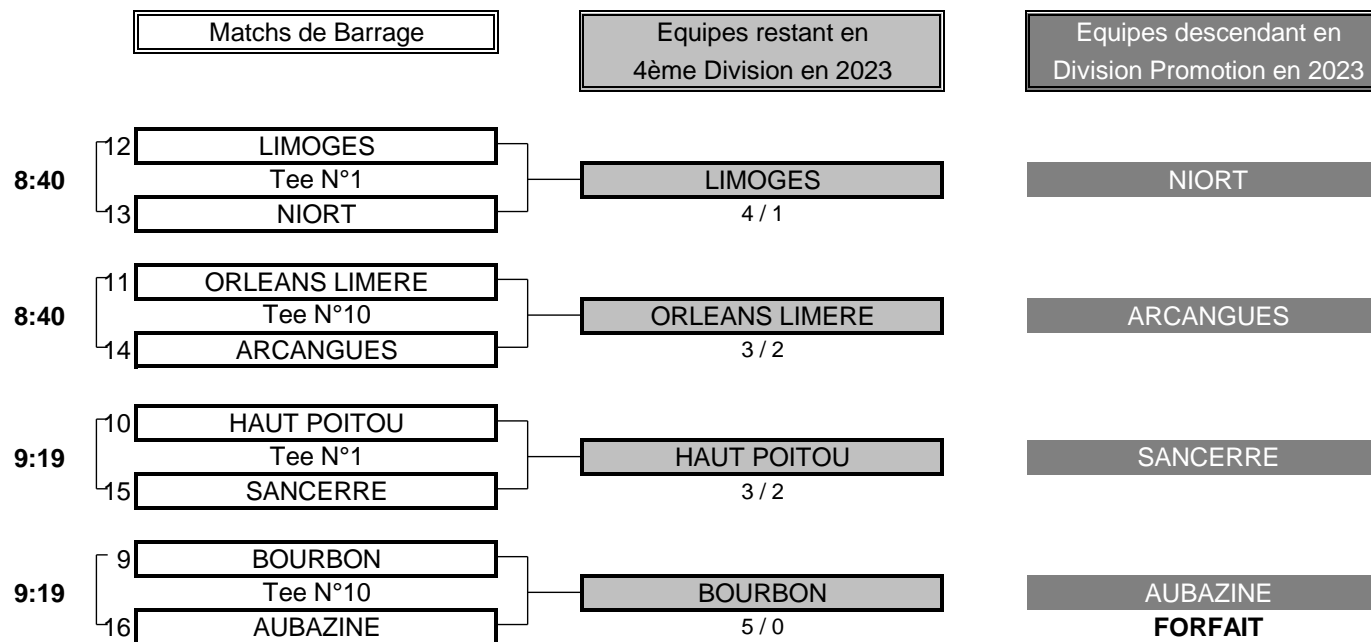 Matchs de Barrage
Equipes restant en
4ème Division en 2023
Equipes descendant en
Division Promotion en 2023
12 LIMOGES
8:40 Tee N°1 LIMOGES NIORT
13 NIORT 4 / 1
11 ORLEANS LIMERE
8:40 Tee N°10 ORLEANS LIMERE ARCANGUES
14 ARCANGUES 3 / 2
10 HAUT POITOU
9:19 Tee N°1 HAUT POITOU SANCERRE
15 SANCERRE 3 / 2
9 BOURBON
9:19 Tee N°10 BOURBON AUBAZINE
16 AUBAZINE 5 / 0 FORFAIT